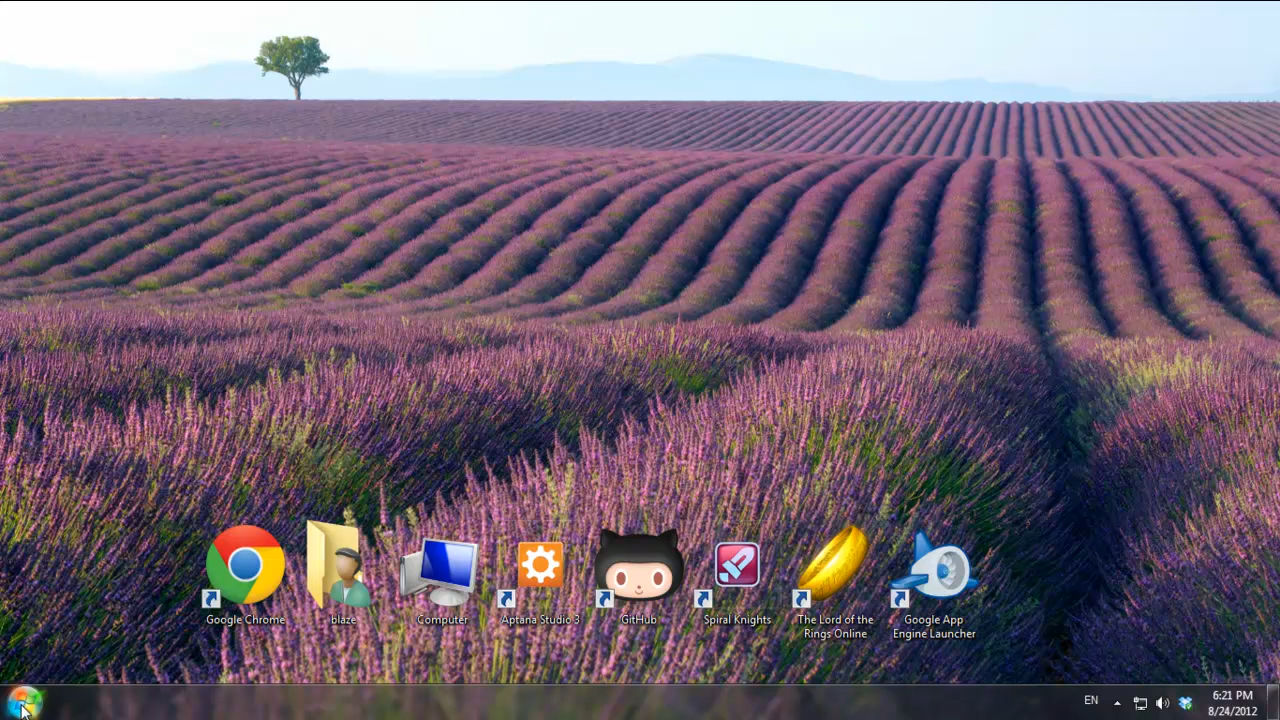 Google Chrome
blaze
Computer
Aptana Studio 3
GitHub
Spiral Knights
The Lord of the
Rings Online
Google App
Engine Launcher
EN
6:21 PM
8/24/2012